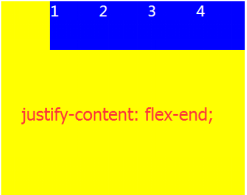 1 2 3 4
justify-content: flex-end;